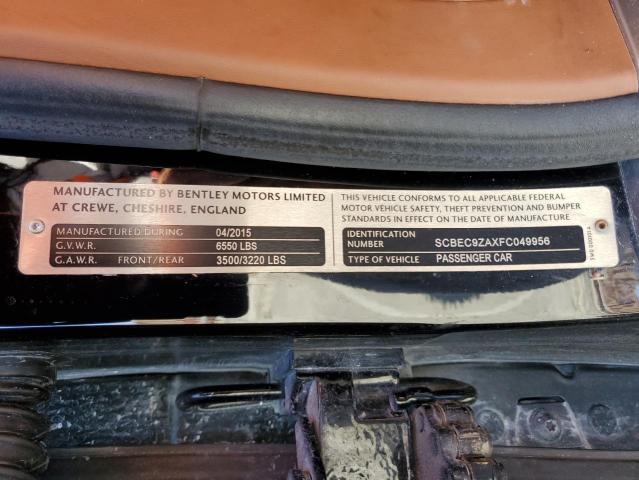 MANUFACTURED BY BENTLEY MOTORS LIMITED
AT CREWE, CHESHIRE, ENGLAND
MANUFACTURED DURING 04/2015
G.V.W.R. 6550 LBS
G.A.W.R. FRONT/REAR 3500/3220 LBS
THIS VEHICLE CONFORMS TO ALL APPLICABLE FEDERAL
MOTOR VEHICLE SAFETY, THEFT PREVENTION AND BUMPER
STANDARDS IN EFFECT ON THE DATE OF MANUFACTURE
IDENTIFICATION
NUMBER SCBEC9ZAXFC049956
TYPE OF VEHICLE PASSENGER CAR